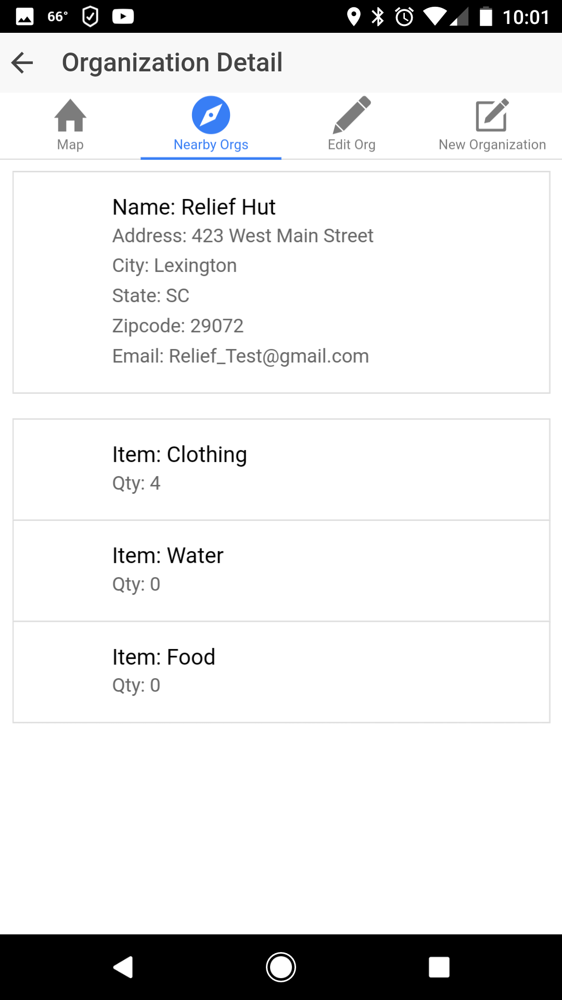 66° 10:01
Organization Detail
Map Nearby Orgs Edit Org New Organization
Name: Relief Hut
Address: 423 West Main Street
City: Lexington
State: SC
Zipcode: 29072
Email: Relief_Test@gmail.com
Item: Clothing
Qty: 4
Item: Water
Qty: 0
Item: Food
Qty: 0